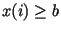 x(i) ≥ b